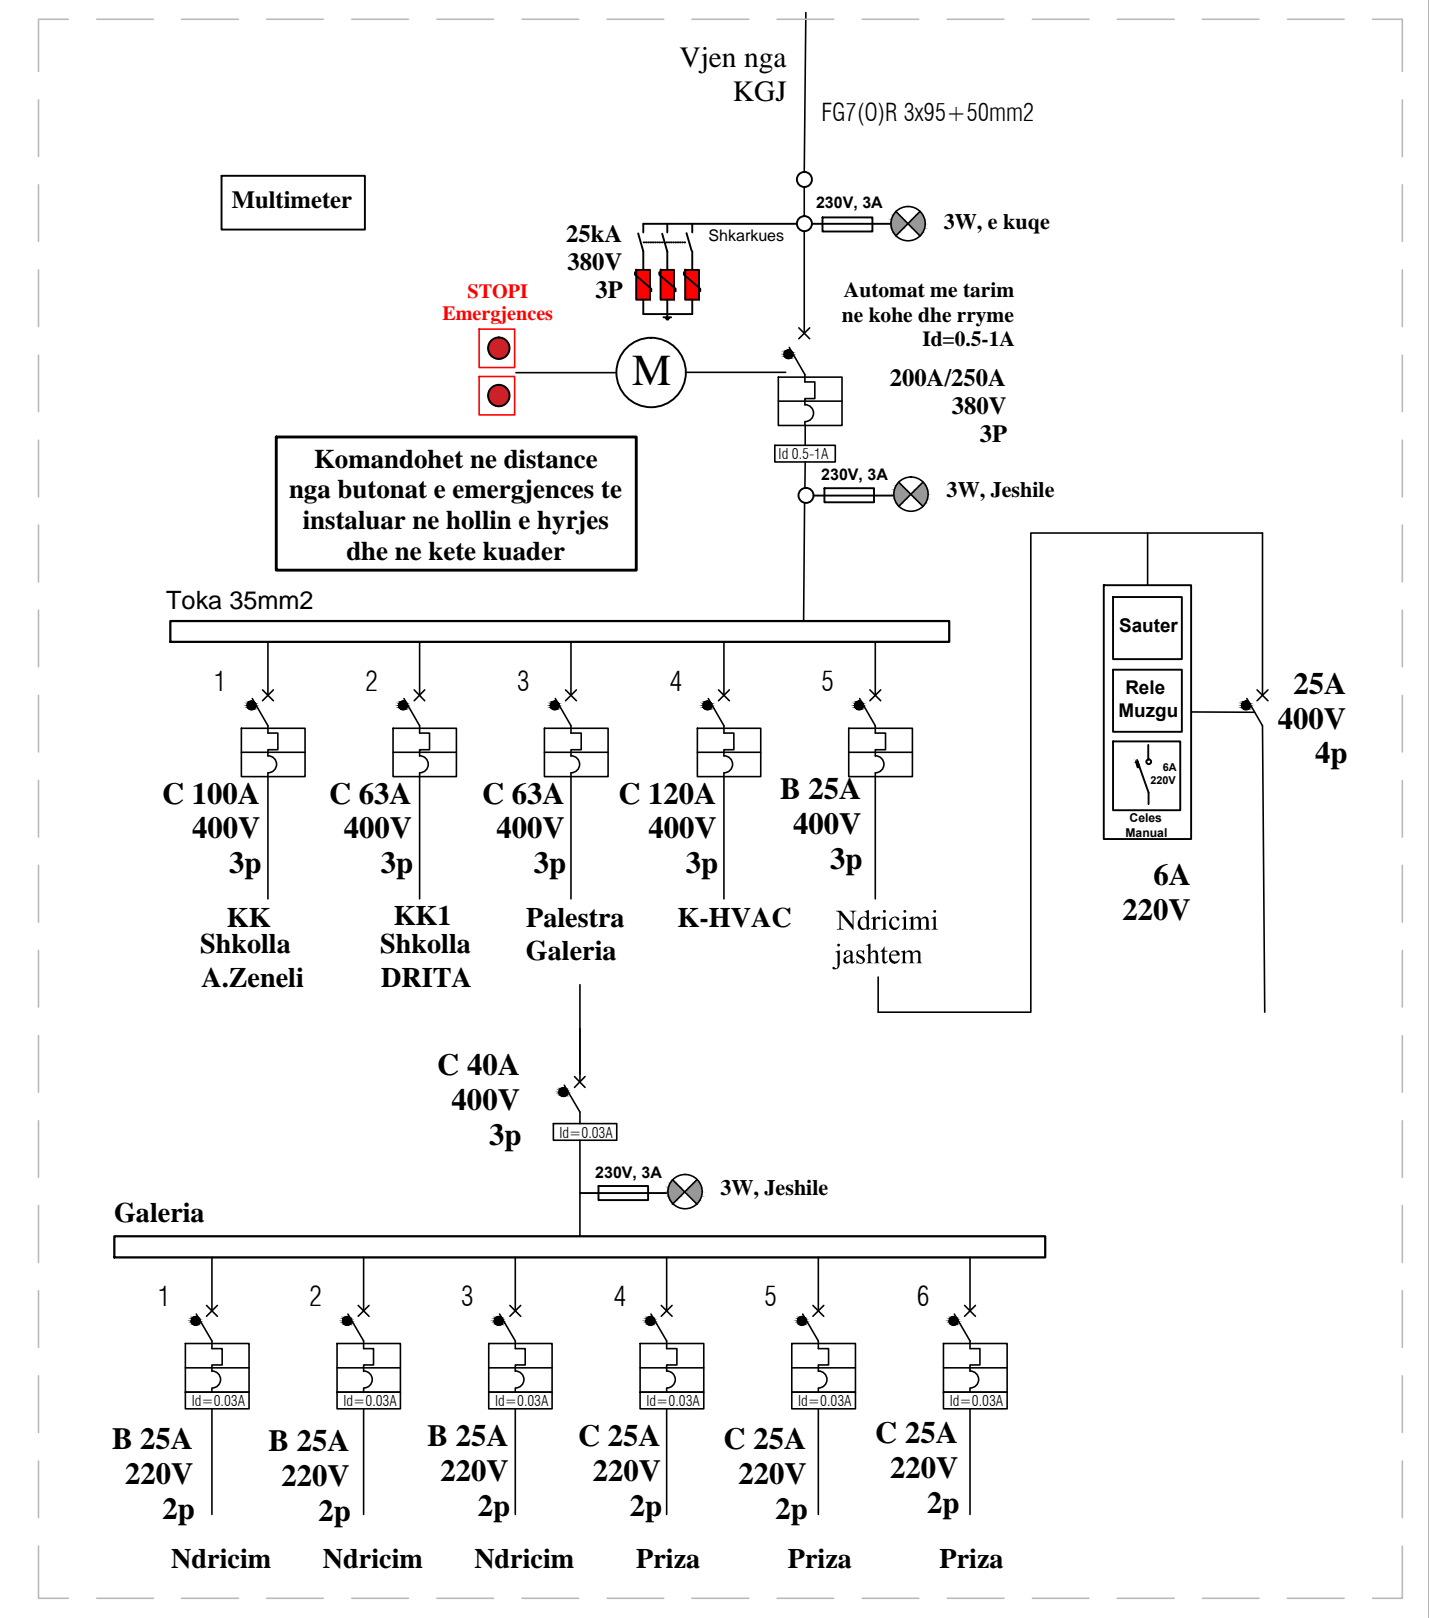 Vjen nga
KGJ
FG7(O)R 3x95+50mm2
Multimeter
230V, 3A
3W, e kuqe
25kA
380V
3P
Shkarkues
STOPI
Emergjences
M
Automat me tarim
ne kohe dhe rryme
Id=0.5-1A
200A/250A
380V
3P
Id 0.5-1A
Komandohet ne distance
nga butonat e emergjences te
instaluar ne hollin e hyrjes
dhe ne kete kuader
230V, 3A
3W, Jeshile
Toka 35mm2
1
C 100A
400V
3p
KK
Shkolla
A.Zeneli
2
C 63A
400V
3p
KK1
Shkolla
DRITA
3
C 63A
400V
3p
Palestra
Galeria
4
C 120A
400V
3p
K-HVAC
5
B 25A
400V
3p
Ndricimi
jashtem
Sauter
Rele
Muzgu
6A
220V
Celes
Manual
6A
220V
25A
400V
4p
C 40A
400V
3p
Id=0.03A
230V, 3A
3W, Jeshile
Galeria
1
Id=0.03A
B 25A
220V
2p
Ndricim
2
Id=0.03A
B 25A
220V
2p
Ndricim
3
Id=0.03A
B 25A
220V
2p
Ndricim
4
Id=0.03A
C 25A
220V
2p
Priza
5
Id=0.03A
C 25A
220V
2p
Priza
6
Id=0.03A
C 25A
220V
2p
Priza